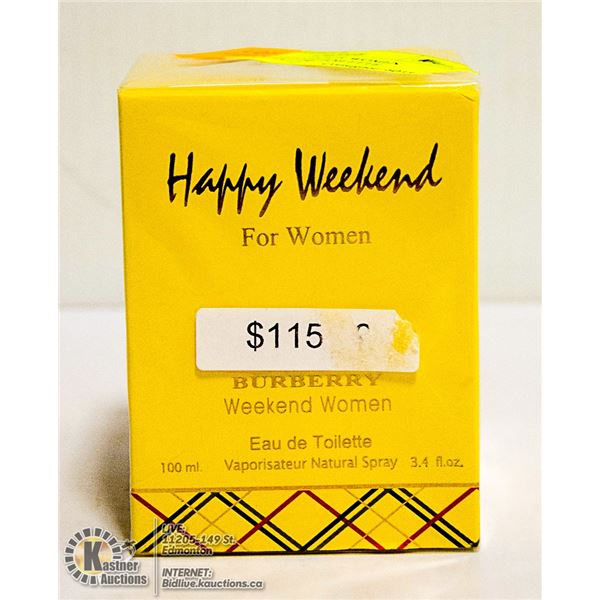 Happy Weekend
For Women
$115
BURBERRY
Weekend Women
Eau de Toilette
100 ml. Vaporisateur Natural Spray 3.4 fl.oz.
Kastner
Auctions
LIVE:
11205-149 St.
Edmonton
INTERNET:
Bidlive.kauctions.ca